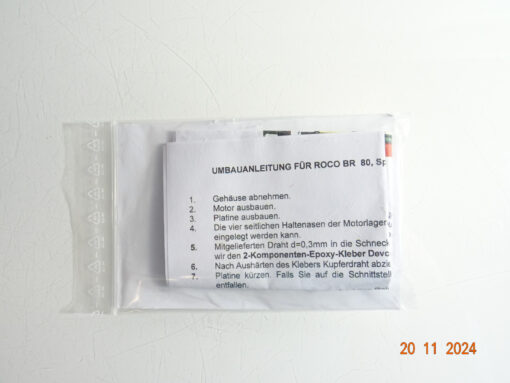 UMBAUANLEITUNG FÜR ROCO BR 80, Sp
1. Gehäuse abnehmen.
2. Motor ausbauen.
3. Platine ausbauen.
4. Die vier seitlichen Haltenasen der Motorlager
eingelegt werden kann.
5. Mitgelieferten Draht d=0,3mm in die Schneck
wir den 2-Komponenten-Epoxy-Kleber Devc
6. Nach Aushärten des Klebers Kupferdraht abzie
7. Platine kürzen. Falls Sie auf die Schnittstell
entfallen.
20 11 2024